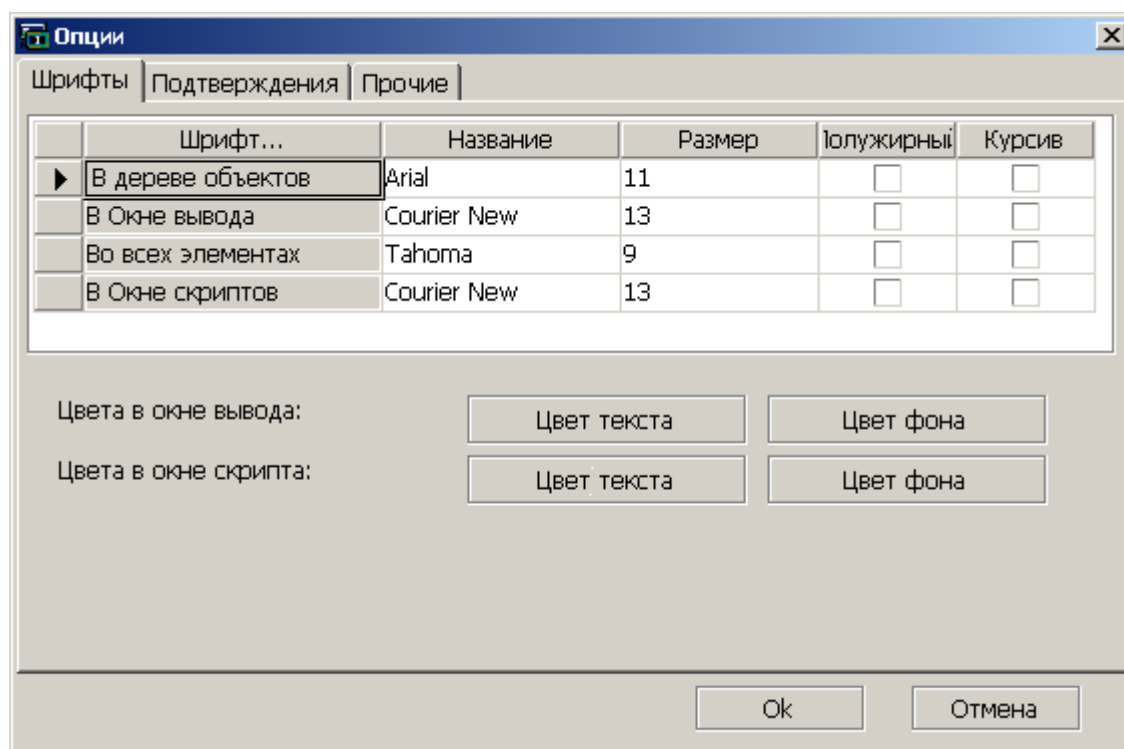 Опции
Шрифты Подтверждения Прочие
Шрифт... Название Размер Полужирный Курсив
В дереве объектов Arial 11
В Окне вывода Courier New 13
Во всех элементах Tahoma 9
В Окне скриптов Courier New 13
Цвета в окне вывода: Цвет текста Цвет фона
Цвета в окне скрипта: Цвет текста Цвет фона
Ok Отмена